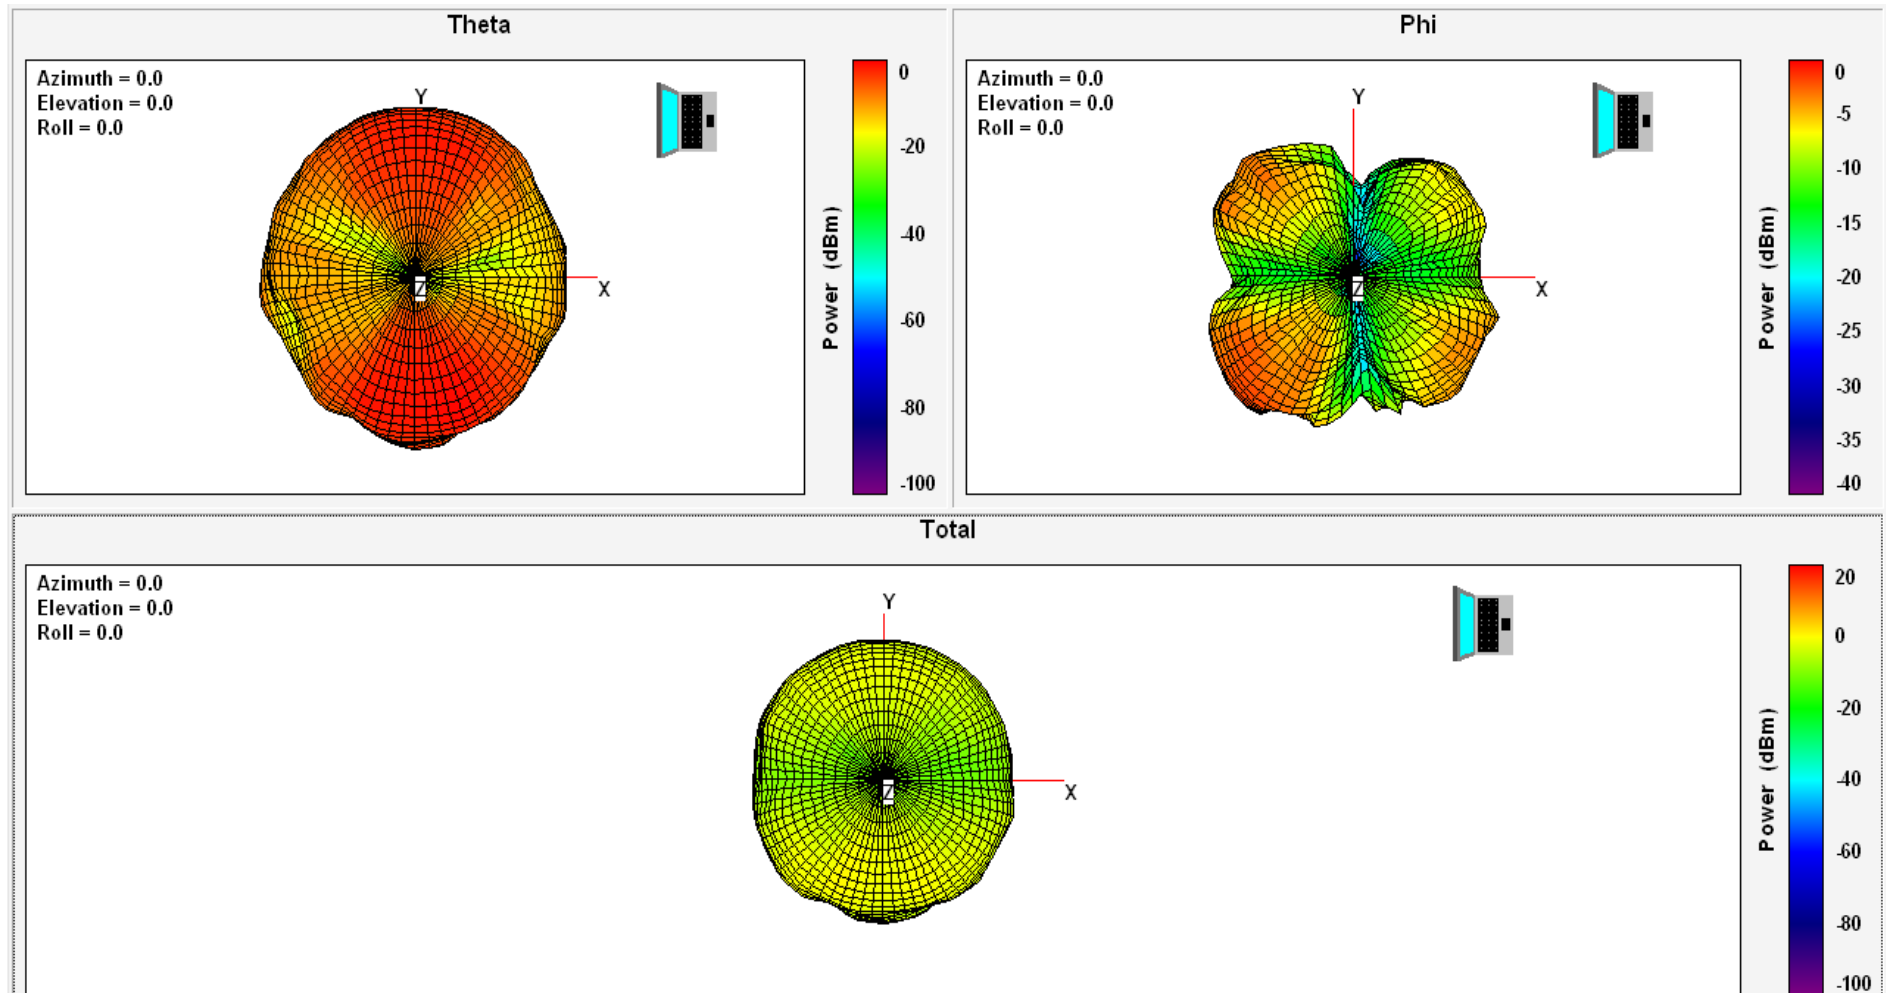 Theta
Azimuth = 0.0
Elevation = 0.0
Roll = 0.0
Y
X
Z
0
-20
-40
-60
-80
-100
Power (dBm)
Phi
Azimuth = 0.0
Elevation = 0.0
Roll = 0.0
Y
X
Z
0
-5
-10
-15
-20
-25
-30
-35
-40
Power (dBm)
Total
Azimuth = 0.0
Elevation = 0.0
Roll = 0.0
Y
X
Z
20
0
-20
-40
-60
-80
-100
Power (dBm)